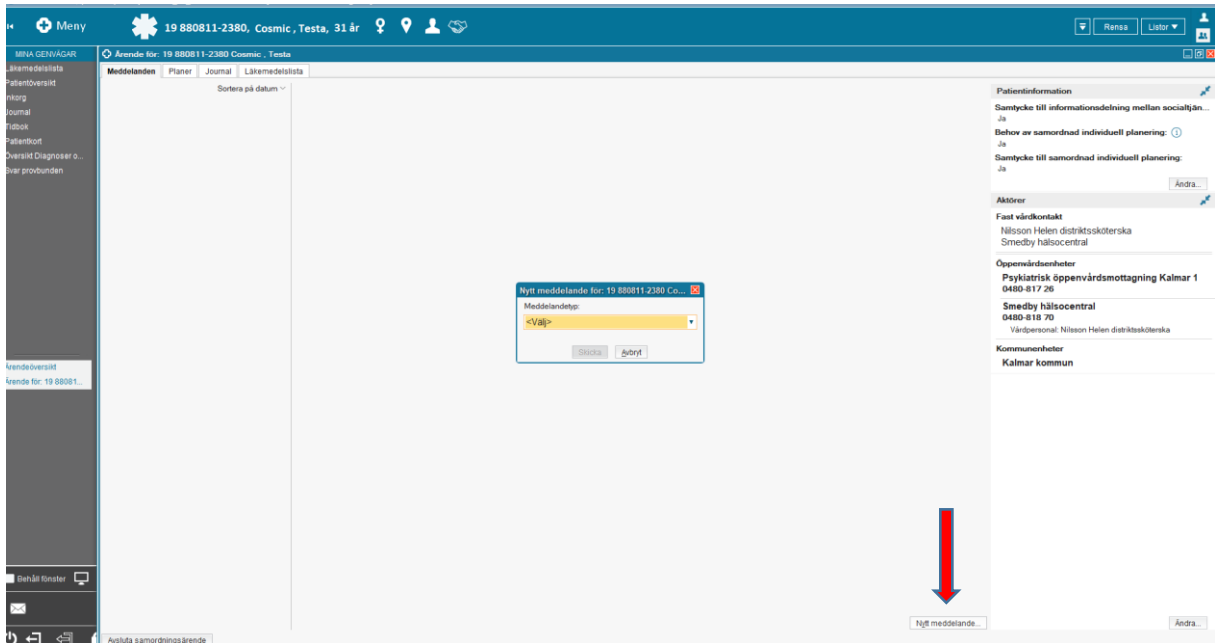 Meny
19 880811-2380, Cosmic , Testa, 31 år
Rensa
Listor
MINA GENVÄGAR
Läkemedelslista
Patientöversikt
Inkorg
Journal
Tidbok
Patientkort
Översikt Diagnoser o...
Svar provbunden
Ärendeöversikt
Ärende för: 19 88081...
Behåll fönster
Ärende för: 19 880811-2380 Cosmic , Testa
Meddelanden
Planer
Journal
Läkemedelslista
Sortera på datum
Nytt meddelande för: 19 880811-2380 Co...
Meddelandetyp:
<Välj>
Skicka
Avbryt
Patientinformation
Samtycke till informationsdelning mellan socialtjän...
Ja
Behov av samordnad individuell planering:
Ja
Samtycke till samordnad individuell planering:
Ja
Ändra...
Aktörer
Fast vårdkontakt
Nilsson Helen distriktssköterska
Smedby hälsocentral
Öppenvårdsenheter
Psykiatrisk öppenvårdsmottagning Kalmar 1
0480-817 26
Smedby hälsocentral
0480-818 70
Vårdpersonal: Nilsson Helen distriktssköterska
Kommunenheter
Kalmar kommun
Nytt meddelande...
Ändra...
Avsluta samordningsärende